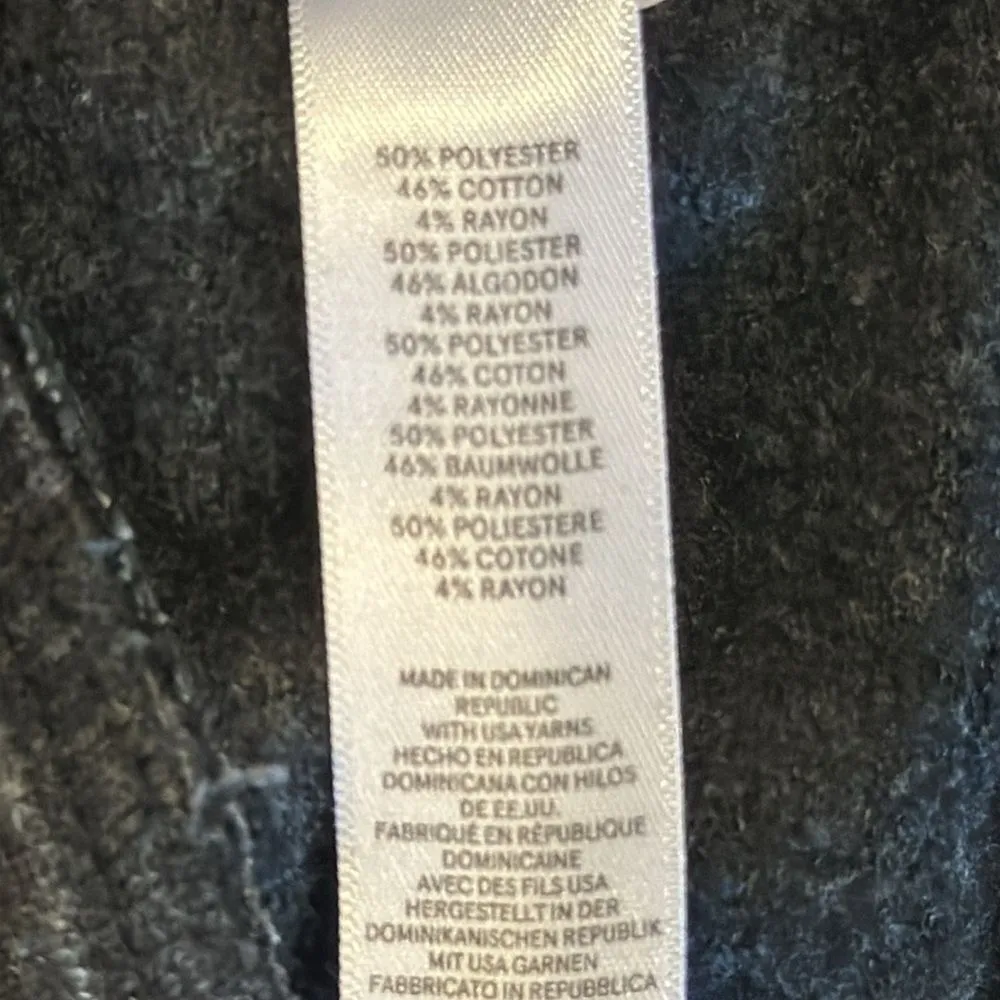 50% POLYESTER
46% COTTON
4% RAYON
50% POLIESTER
46% ALGODON
4% RAYON
50% POLYESTER
46% COTON
4% RAYONNE
50% POLYESTER
46% BAUMWOLLE
4% RAYON
50% POLIESTERE
46% COTONE
4% RAYON
MADE IN DOMINICAN
REPUBLIC
WITH USA YARNS
HECHO EN REPUBLICA
DOMINICANA CON HILOS
DE EE.UU.
FABRIQUÉ EN RÉPUBLIQUE
DOMINICAINE
AVEC DES FILS USA
HERGESTELLT IN DER
DOMINIKANISCHEN REPUBLIK
MIT USA GARNEN
FABBRICATO IN REPUBBLICA